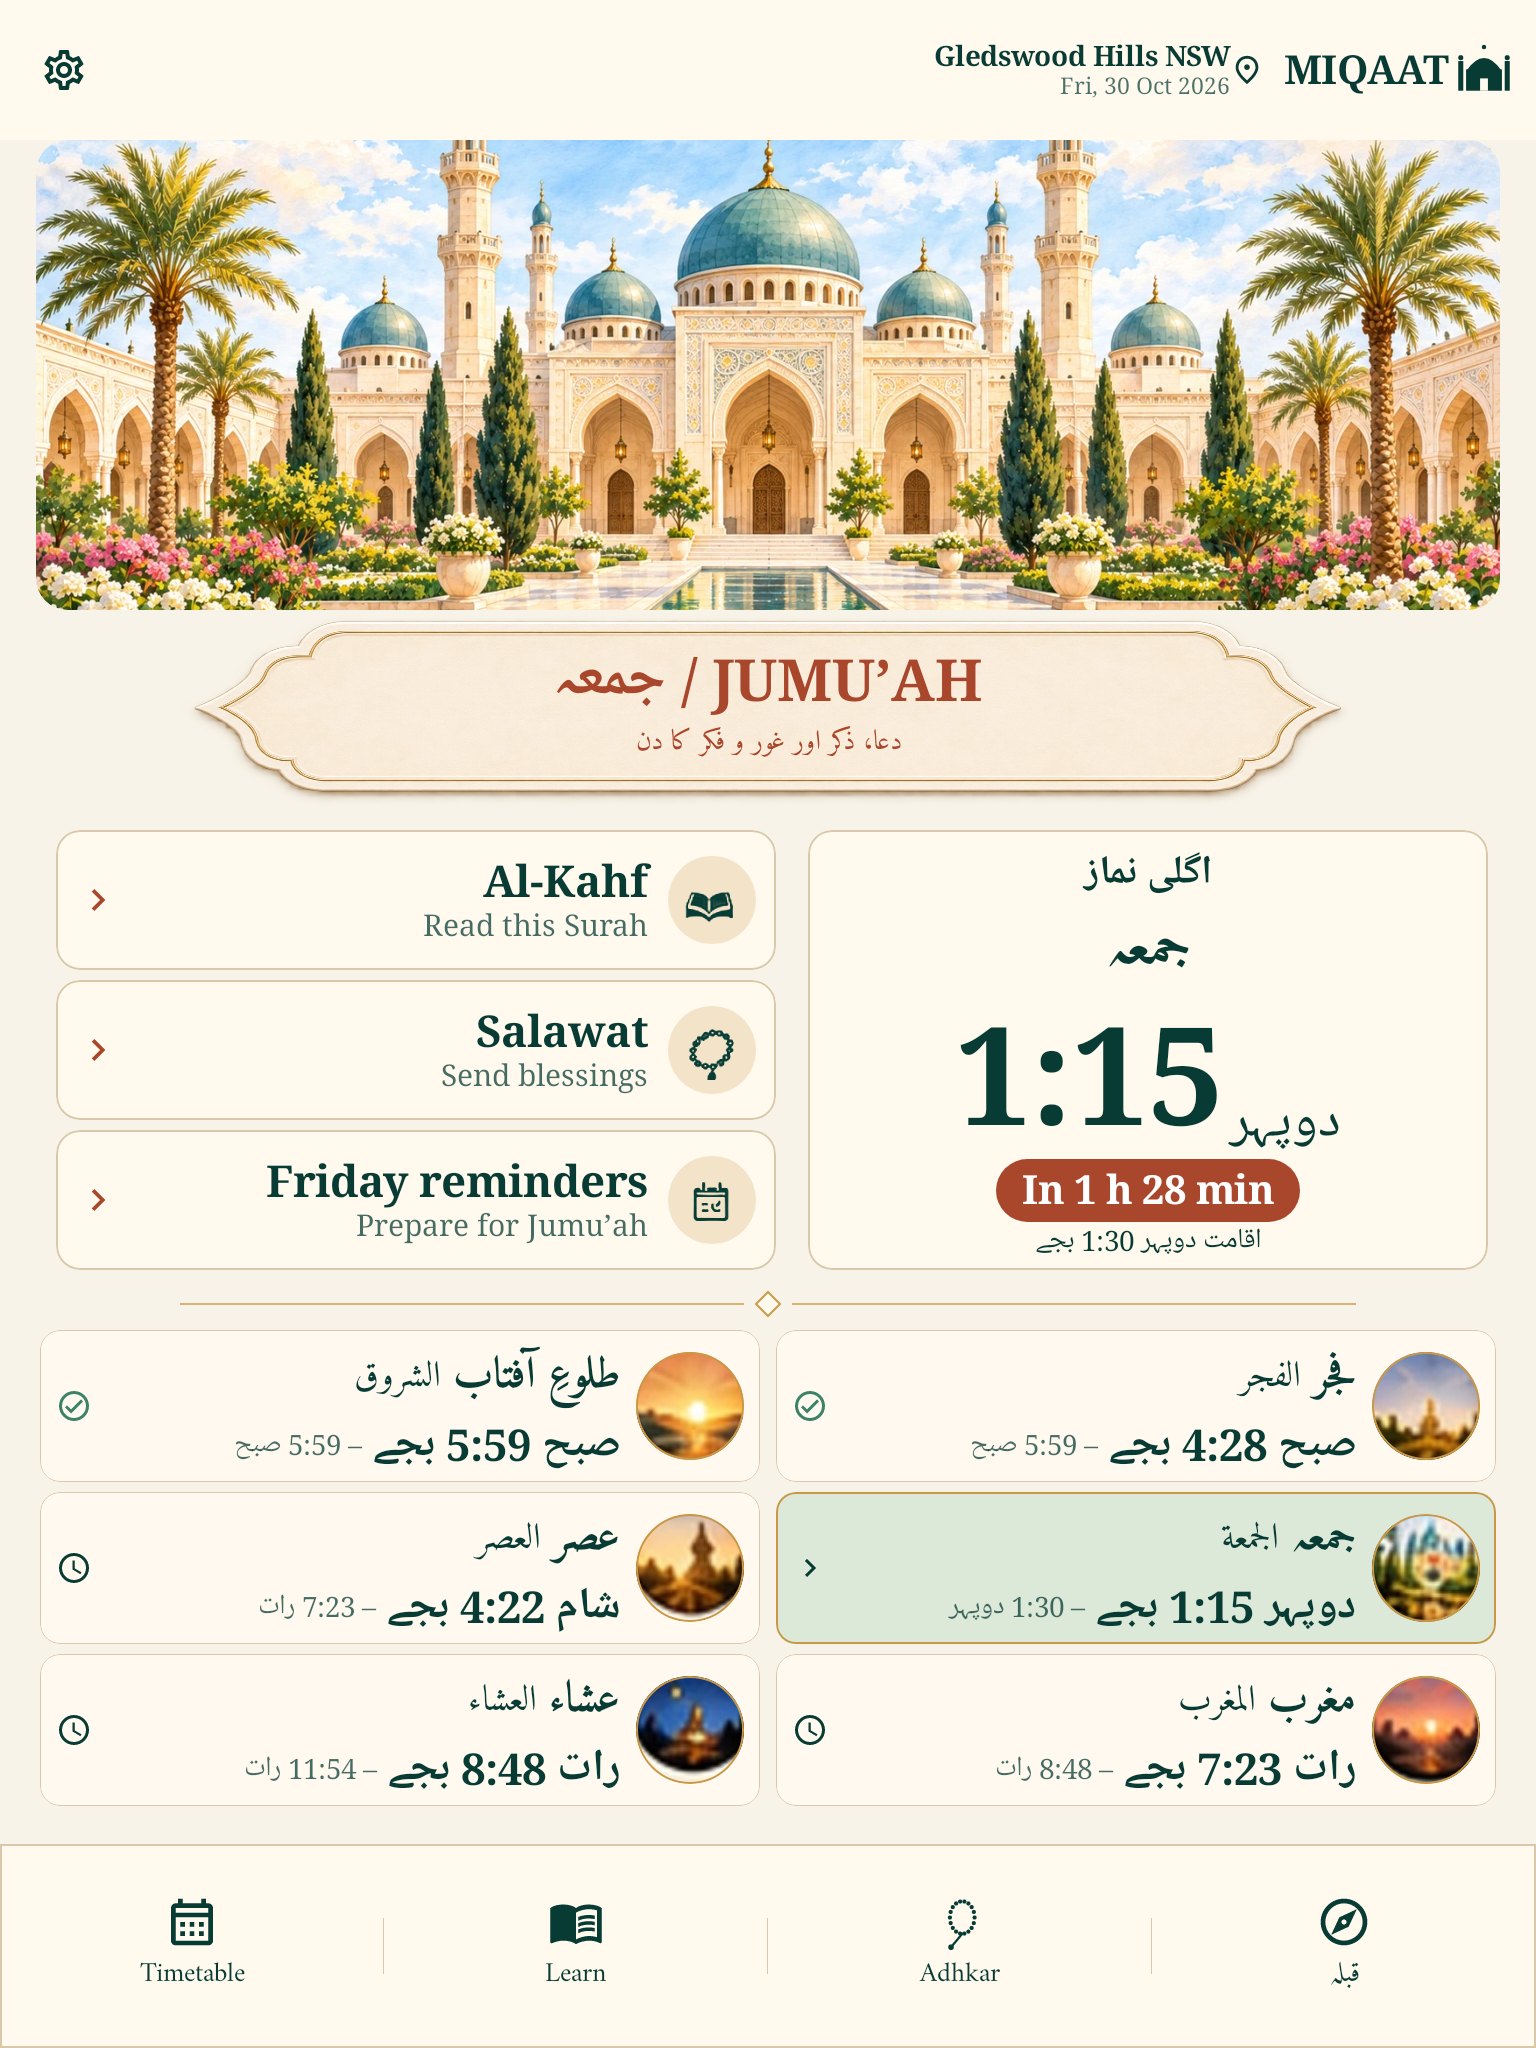 MIQAAT
Gledswood Hills NSW
Fri, 30 Oct 2026
جمعہ / JUMU’AH
دعا، ذکر اور غور و فکر کا دن
اگلی نماز
جمعہ
1:15 دوپہر
In 1 h 28 min
اقامت دوپہر 1:30 بجے
Al-Kahf
Read this Surah
Salawat
Send blessings
Friday reminders
Prepare for Jumu’ah
فجر الفجر
صبح 4:28 بجے – 5:59 صبح
طلوعِ آفتاب الشروق
صبح 5:59 بجے – 5:59 صبح
جمعہ الجمعة
دوپہر 1:15 بجے – 1:30 دوپہر
عصر العصر
شام 4:22 بجے – 7:23 رات
مغرب المغرب
رات 7:23 بجے – 8:48 رات
عشاء العشاء
رات 8:48 بجے – 11:54 رات
قبلہ
Adhkar
Learn
Timetable